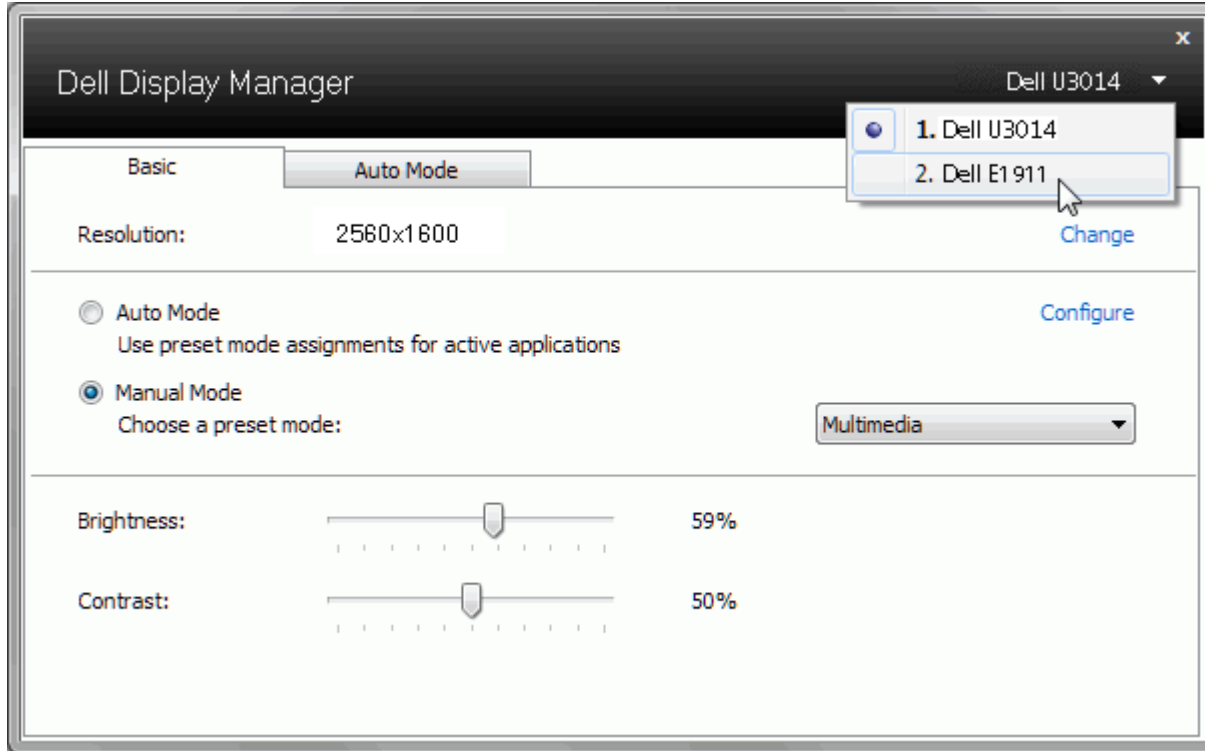 x
Dell Display Manager
Dell U3014
1. Dell U3014
2. Dell E1911
Basic
Auto Mode
Resolution:
2560x1600
Change
Auto Mode
Configure
Use preset mode assignments for active applications
Manual Mode
Choose a preset mode:
Multimedia
Brightness:
59%
Contrast:
50%